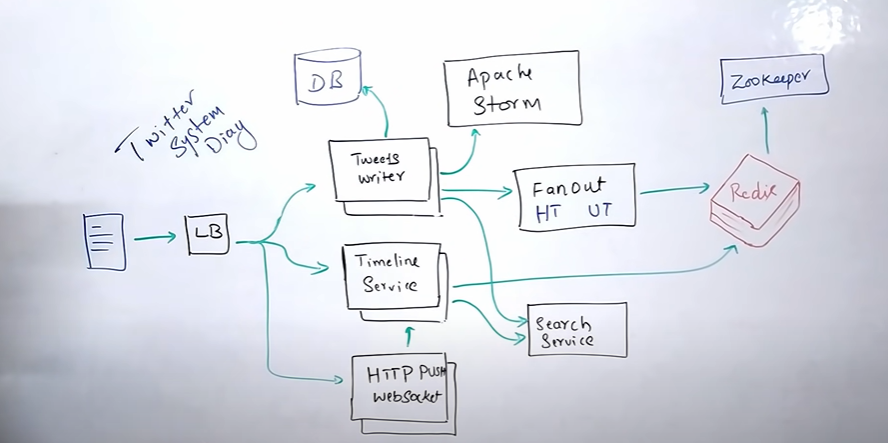 Twitter
System
Diag
DB
Apache
Storm
Zookeeper
Tweets
Writer
FanOut
HT UT
Redis
LB
Timeline
Service
Search
Service
HTTP PUSH
WebSocket